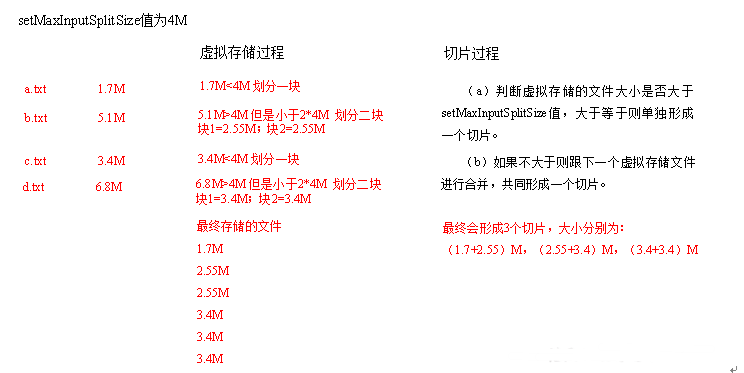 setMaxInputSplitSize值为4M
虚拟存储过程
切片过程
a.txt 1.7M
1.7M<4M 划分一块
b.txt 5.1M
5.1M>4M 但是小于2*4M 划分二块
块1=2.55M；块2=2.55M
c.txt 3.4M
3.4M<4M 划分一块
d.txt 6.8M
6.8M>4M 但是小于2*4M 划分二块
块1=3.4M；块2=3.4M
最终存储的文件
1.7M
2.55M
2.55M
3.4M
3.4M
3.4M
（a）判断虚拟存储的文件大小是否大于
setMaxInputSplitSize值，大于等于则单独形成
一个切片。
（b）如果不大于则跟下一个虚拟存储文件
进行合并，共同形成一个切片。
最终会形成3个切片，大小分别为：
（1.7+2.55）M，（2.55+3.4）M，（3.4+3.4）M